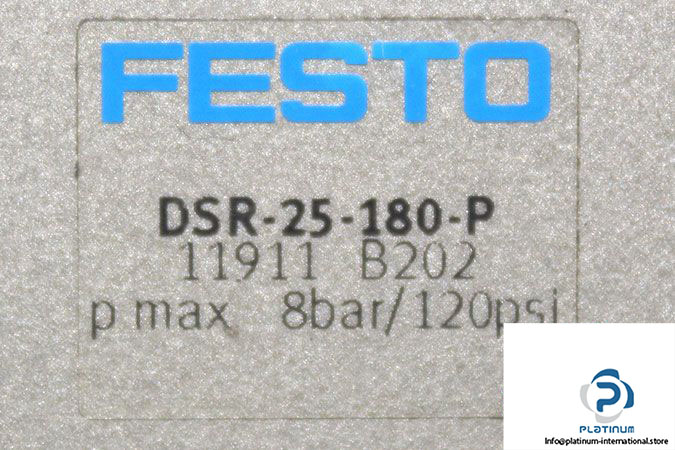 FESTO
DSR-25-180-P
11911 B202
p max 8bar/120psi
PLATINUM
Info@platinum-international.store